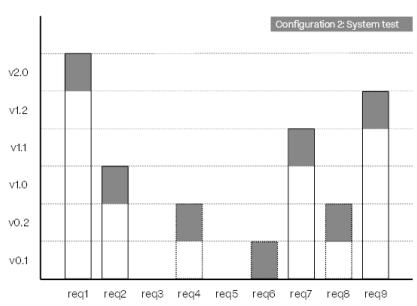 Configuration 2: System test
v2.0
v1.2
v1.1
v1.0
v0.2
v0.1
req1 req2 req3 req4 req5 req6 req7 req8 req9